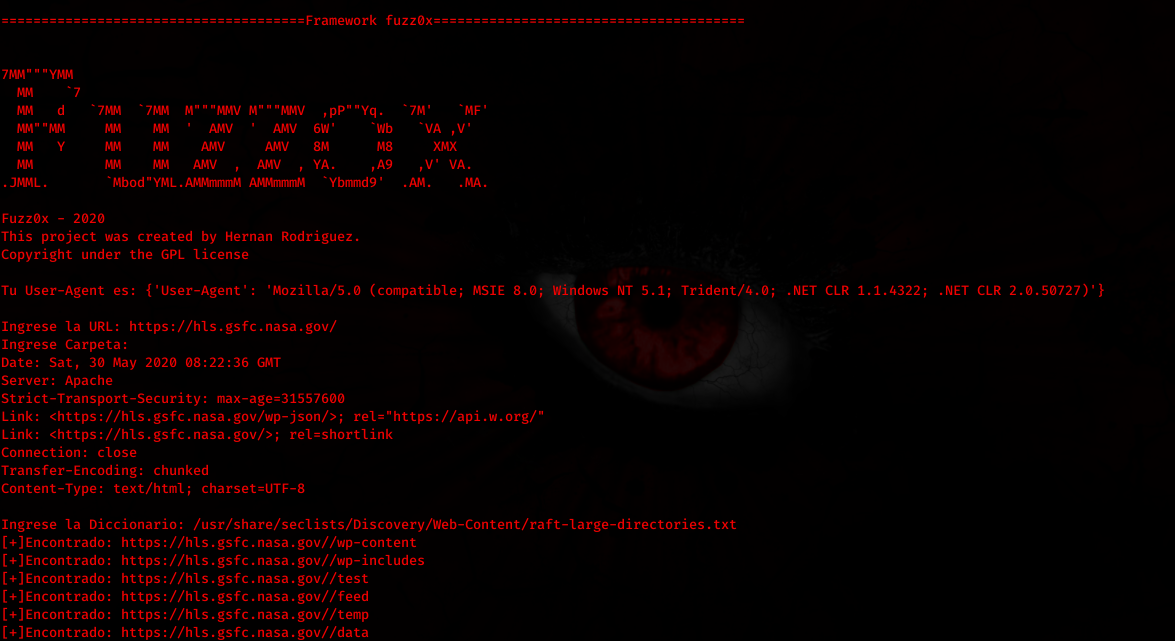 ======================================Framework fuzz0x=======================================
7MM"""YMM
  MM    `7
  MM   d   `7MM  `7MM  M"""MMV M"""MMV  ,pP""Yq.  `7M'   `MF'
  MM""MM     MM    MM  '  AMV  '  AMV  6W'    `Wb   `VA ,V'
  MM   Y     MM    MM    AMV     AMV   8M      M8     XMX
  MM         MM    MM   AMV  ,  AMV  , YA.    ,A9   ,V' VA.
.JMML.       `Mbod"YML.AMMmmmM AMMmmmM  `Ybmmd9'  .AM.   .MA.
Fuzz0x - 2020
This project was created by Hernan Rodriguez.
Copyright under the GPL license
Tu User-Agent es: {'User-Agent': 'Mozilla/5.0 (compatible; MSIE 8.0; Windows NT 5.1; Trident/4.0; .NET CLR 1.1.4322; .NET CLR 2.0.50727)'}
Ingrese la URL: https://hls.gsfc.nasa.gov/
Ingrese Carpeta:
Date: Sat, 30 May 2020 08:22:36 GMT
Server: Apache
Strict-Transport-Security: max-age=31557600
Link: <https://hls.gsfc.nasa.gov/wp-json/>; rel="https://api.w.org/"
Link: <https://hls.gsfc.nasa.gov/>; rel=shortlink
Connection: close
Transfer-Encoding: chunked
Content-Type: text/html; charset=UTF-8
Ingrese la Diccionario: /usr/share/seclists/Discovery/Web-Content/raft-large-directories.txt
[+]Encontrado: https://hls.gsfc.nasa.gov//wp-content
[+]Encontrado: https://hls.gsfc.nasa.gov//wp-includes
[+]Encontrado: https://hls.gsfc.nasa.gov//test
[+]Encontrado: https://hls.gsfc.nasa.gov//feed
[+]Encontrado: https://hls.gsfc.nasa.gov//temp
[+]Encontrado: https://hls.gsfc.nasa.gov//data